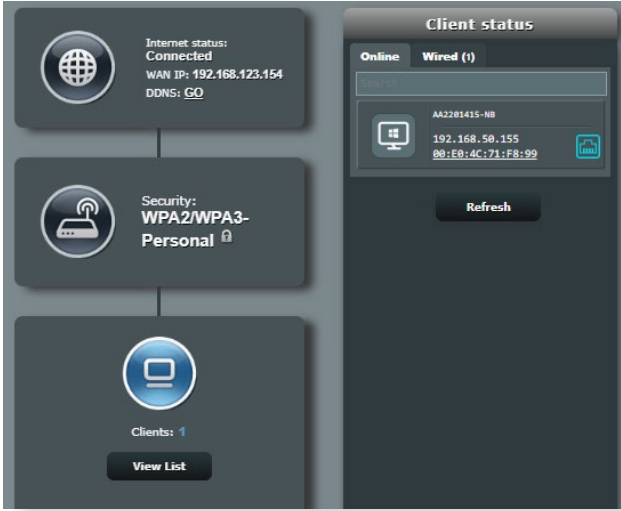 Internet status:
Connected
WAN IP: 192.168.123.154
DDNS: GO
Security:
WPA2/WPA3-
Personal
Clients: 1
View List
Client status
Online Wired (1)
Search
AA2201415-NB
192.168.50.155
00:E0:4C:71:F8:99
Refresh